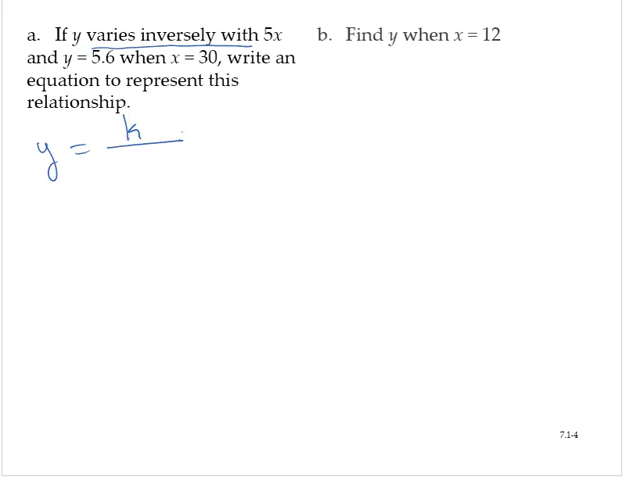 a. If y varies inversely with 5x
and y = 5.6 when x = 30, write an
equation to represent this
relationship.
y = k
b. Find y when x = 12
7.1-4